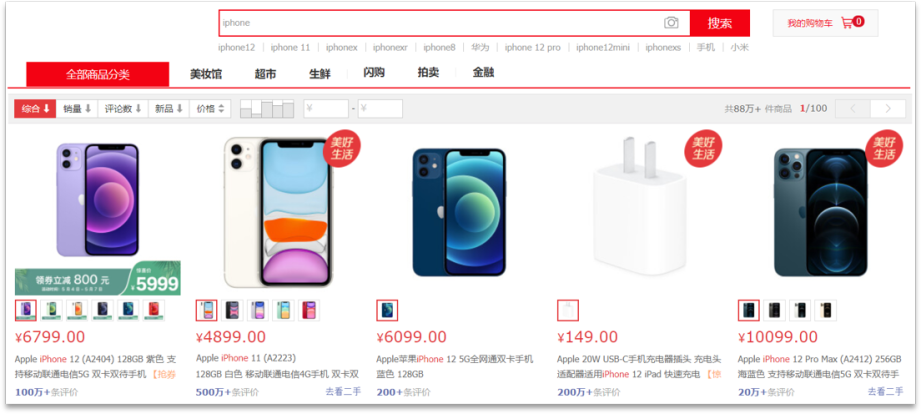 iphone
搜索
我的购物车 0
iphone12 iphone 11 iphonex iphonexr iphone8 华为 iphone 12 pro iphone12mini iphonexs 手机 小米
全部商品分类 美妆馆 超市 生鲜 闪购 拍卖 金融
综合 销量 评论数 新品 价格 ¥ - ¥ 共88万+ 件商品 1/100 < >
美好生活
美好生活
美好生活
领券立减 800 元
¥5999
¥6799.00
Apple iPhone 12 (A2404) 128GB 紫色 支
持移动联通电信5G 双卡双待手机 【抢券
100万+条评价
¥4899.00
Apple iPhone 11 (A2223)
128GB 白色 移动联通电信4G手机 双卡双
500万+条评价 去看二手
¥6099.00
Apple苹果iPhone 12 5G全网通双卡手机
蓝色 128GB
200+条评价
¥149.00
Apple 20W USB-C手机充电器插头 充电头
适配器适用iPhone 12 iPad 快速充电 【惊
200万+条评价
¥10099.00
Apple iPhone 12 Pro Max (A2412) 256GB
海蓝色 支持移动联通电信5G 双卡双待手
20万+条评价 去看二手